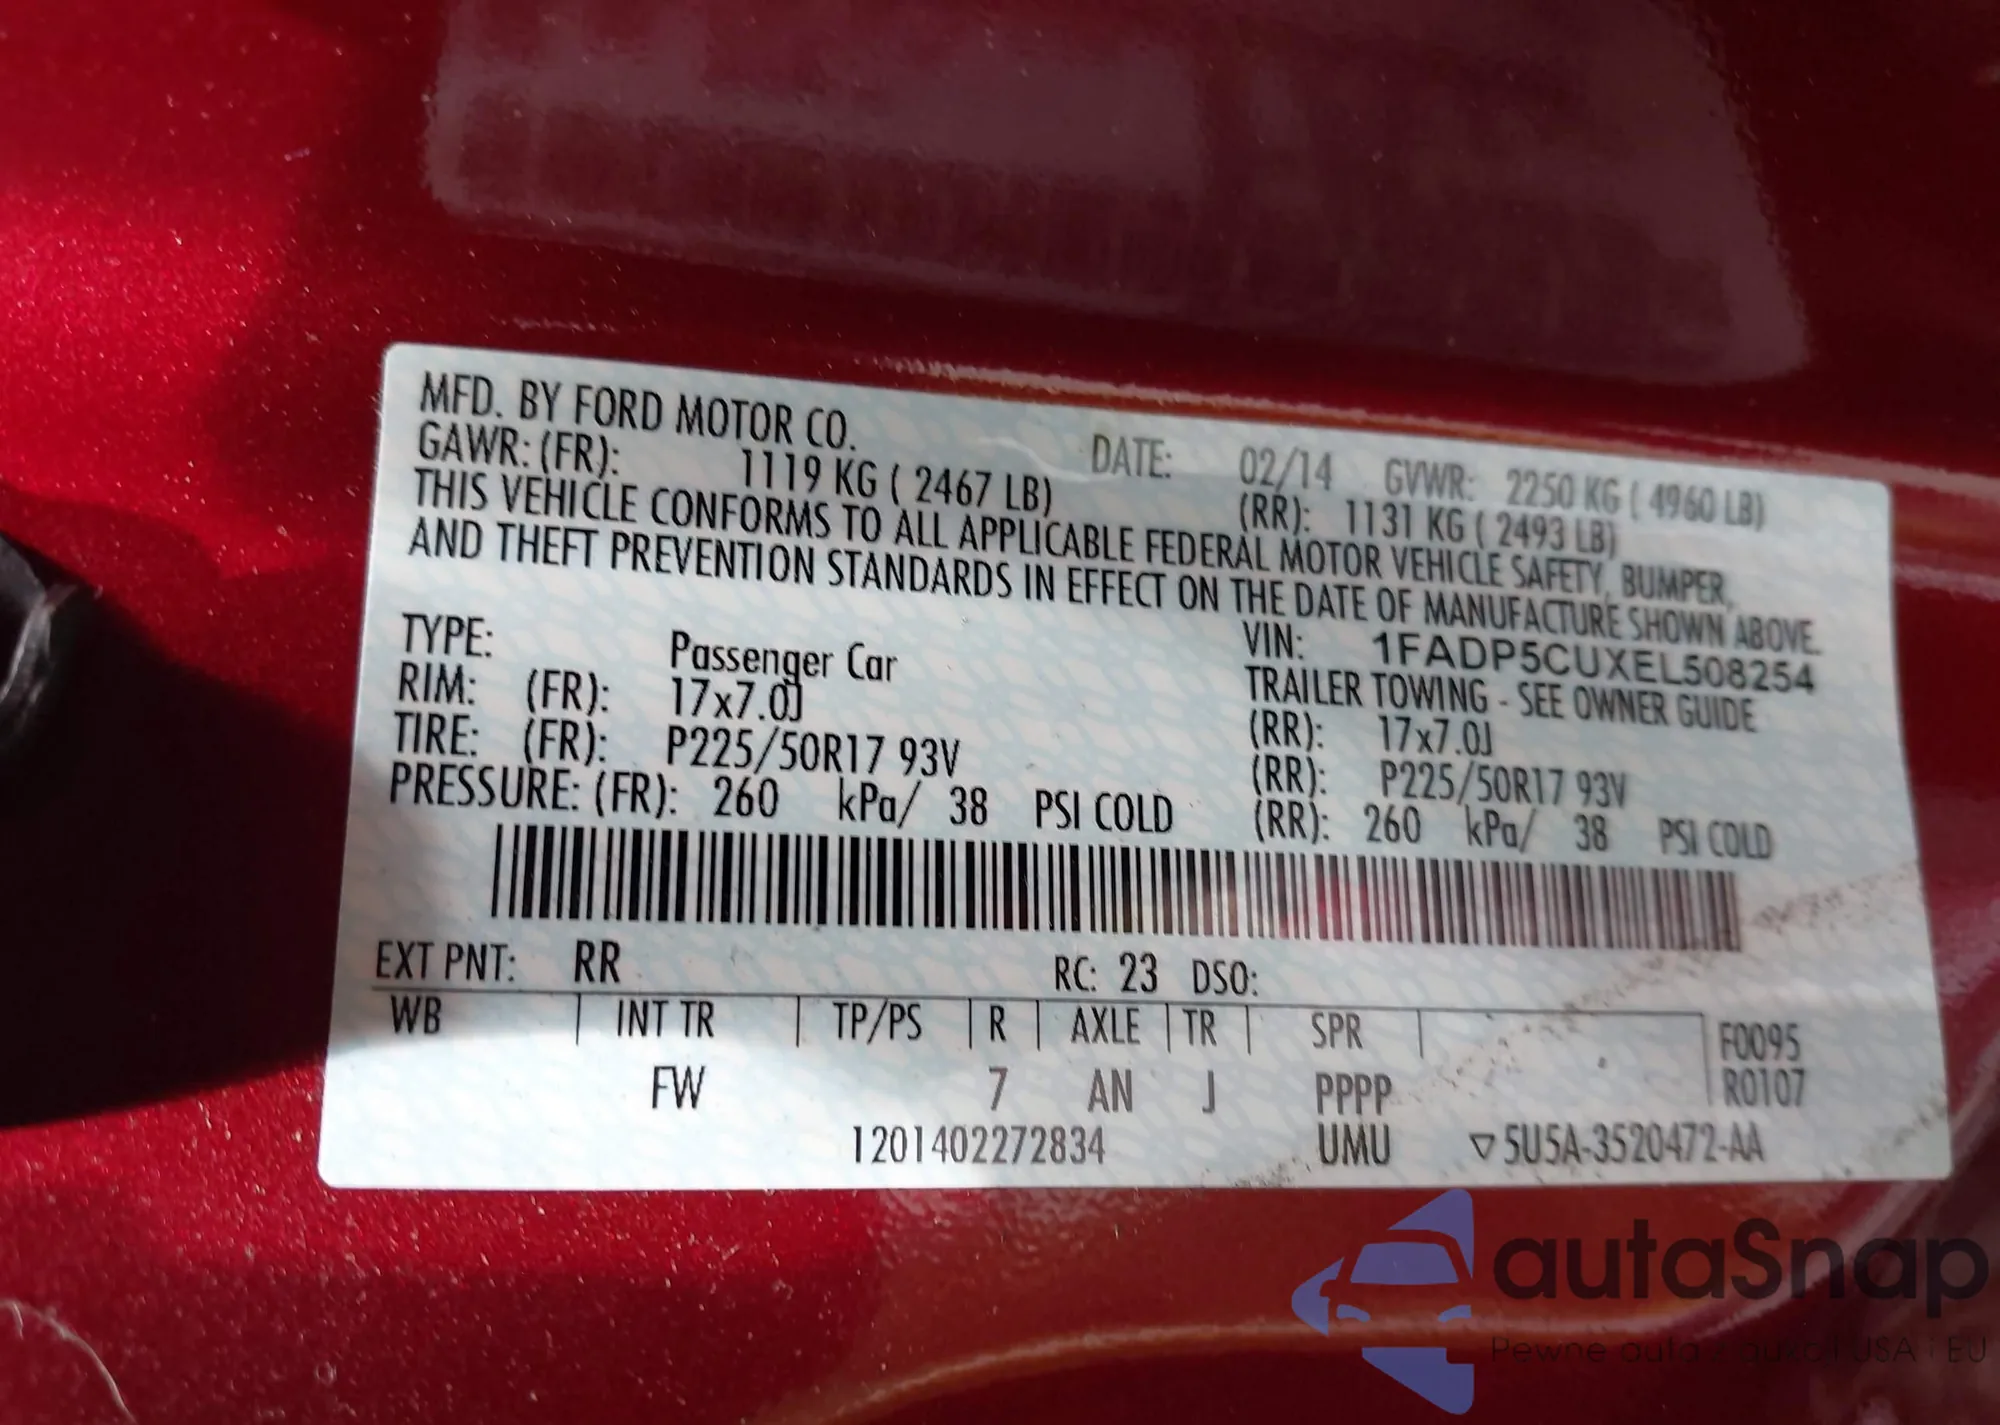 MFD. BY FORD MOTOR CO.
DATE: 02/14 GVWR: 2250 KG ( 4960 LB)
GAWR: (FR): 1119 KG ( 2467 LB) (RR): 1131 KG ( 2493 LB)
THIS VEHICLE CONFORMS TO ALL APPLICABLE FEDERAL MOTOR VEHICLE SAFETY, BUMPER,
AND THEFT PREVENTION STANDARDS IN EFFECT ON THE DATE OF MANUFACTURE SHOWN ABOVE.
VIN: 1FADP5CUXEL508254
TYPE: Passenger Car TRAILER TOWING - SEE OWNER GUIDE
RIM: (FR): 17x7.0J (RR): 17x7.0J
TIRE: (FR): P225/50R17 93V (RR): P225/50R17 93V
PRESSURE: (FR): 260 kPa/ 38 PSI COLD (RR): 260 kPa/ 38 PSI COLD
EXT PNT: RR RC: 23 DSO:
WB INT TR TP/PS R AXLE TR SPR F0095
FW 7 AN J PPPP R0107
1201402272834 UMU ▽5U5A-3520472-AA
autaSnap
Pewne auta z aukcji USA i EU